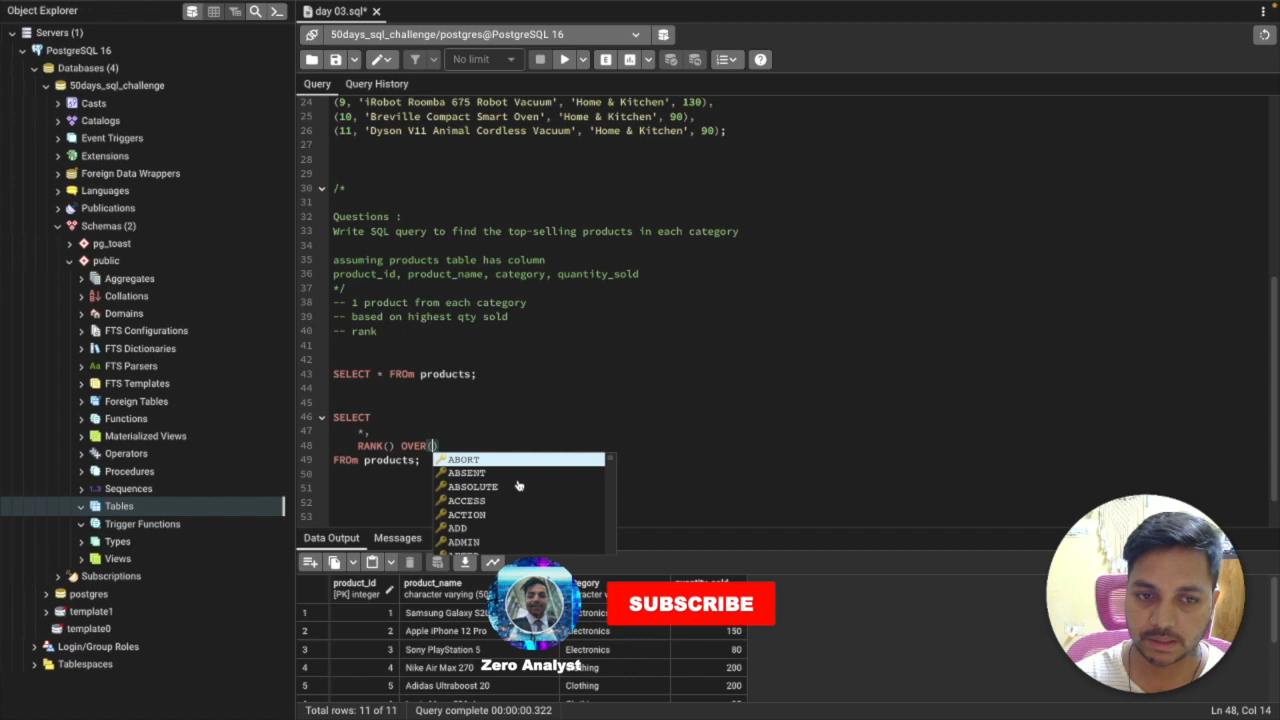 Object Explorer
day 03.sql*
Servers (1)
PostgreSQL 16
Databases (4)
50days_sql_challenge
Casts
Catalogs
Event Triggers
Extensions
Foreign Data Wrappers
Languages
Publications
Schemas (2)
pg_toast
public
Aggregates
Collations
Domains
FTS Configurations
FTS Dictionaries
FTS Parsers
FTS Templates
Foreign Tables
Functions
Materialized Views
Operators
Procedures
Sequences
Tables
Trigger Functions
Types
Views
Subscriptions
postgres
template1
template0
Login/Group Roles
Tablespaces
50days_sql_challenge/postgres@PostgreSQL 16
No limit
Query Query History
24 (9, 'iRobot Roomba 675 Robot Vacuum', 'Home & Kitchen', 130),
25 (10, 'Breville Compact Smart Oven', 'Home & Kitchen', 90),
26 (11, 'Dyson V11 Animal Cordless Vacuum', 'Home & Kitchen', 90);
27
28
29
30 /*
31
32 Questions :
33 Write SQL query to find the top-selling products in each category
34
35 assuming products table has column
36 product_id, product_name, category, quantity_sold
37 */
38 -- 1 product from each category
39 -- based on highest qty sold
40 -- rank
41
42
43 SELECT * FROm products;
44
45
46 SELECT
47 *,
48 RANK() OVER()
49 FROm products;
50
51
52
53
ABORT
ABSENT
ABSOLUTE
ACCESS
ACTION
ADD
ADMIN
Data Output Messages
product_id
[PK] integer
product_name
character varying (50)
1 1 Samsung Galaxy S20
2 2 Apple iPhone 12 Pro Electronics 150
3 3 Sony PlayStation 5 Electronics 80
4 4 Nike Air Max 270 200
5 5 Adidas Ultraboost 20 Clothing 200
SUBSCRIBE
Zero Analyst
Total rows: 11 of 11 Query complete 00:00:00.322 Ln 48, Col 14